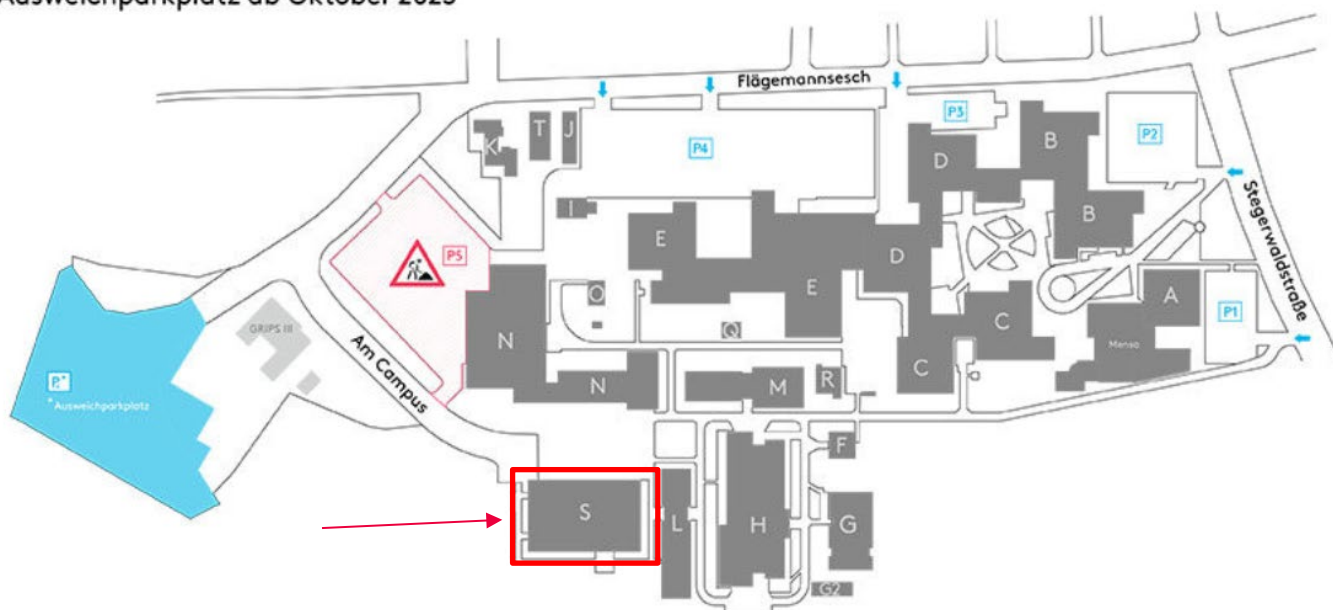 Ausweichparkplatz ab Oktober 2025
Flägemannsesch
Stegerwaldstraße
Am Campus
P3
P2
P4
P5
P1
P.*
* Ausweichparkplatz
GRIPS III
K
T
J
I
B
B
D
D
E
E
O
Q
N
N
M
R
C
C
A
Mensa
F
S
L
H
G
G2